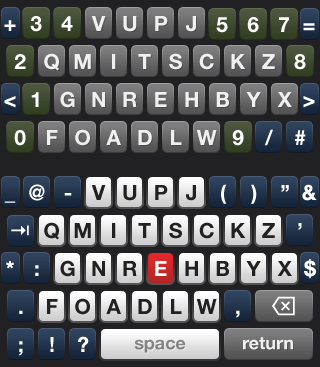 + 3 4 V U P J 5 6 7 =
2 Q M I T S C K Z 8
< 1 G N R E H B Y X >
0 F O A D L W 9 / #
_ @ - V U P J ( ) " &
⇥ Q M I T S C K Z '
* : G N R E H B Y X $
. F O A D L W , ⌫
; ! ? space return